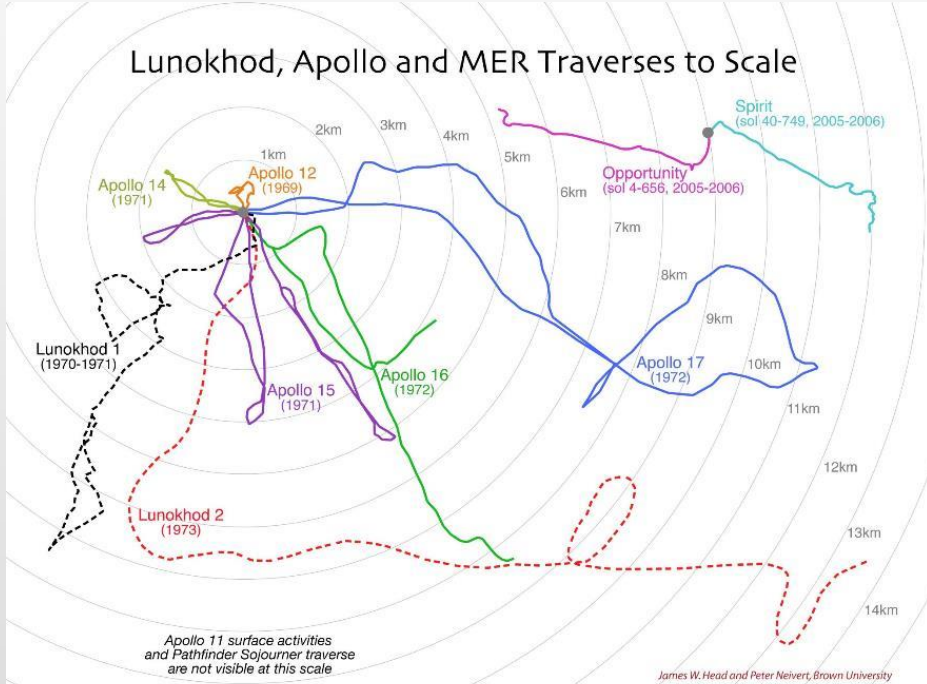 Lunokhod, Apollo and MER Traverses to Scale
Spirit
(sol 40-749, 2005-2006)
1km
2km
3km
4km
5km
6km
7km
8km
9km
10km
11km
12km
13km
14km
Opportunity
(sol 4-656, 2005-2006)
Apollo 12
(1969)
Apollo 14
(1971)
Lunokhod 1
(1970-1971)
Apollo 15
(1971)
Apollo 16
(1972)
Apollo 17
(1972)
Lunokhod 2
(1973)
Apollo 11 surface activities
and Pathfinder Sojourner traverse
are not visible at this scale
James W. Head and Peter Neivert, Brown University